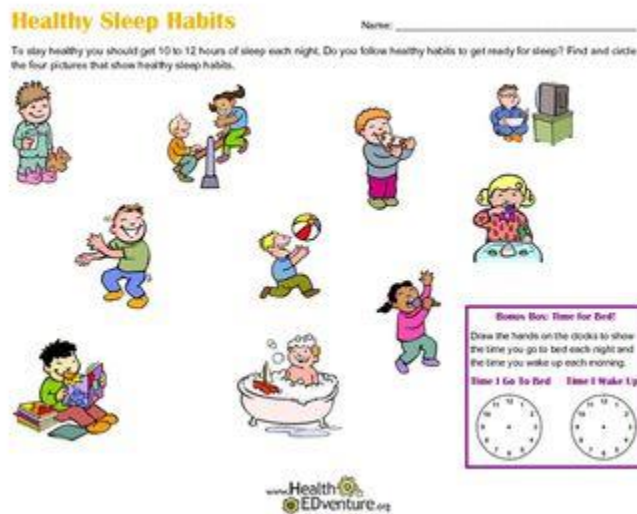 Healthy Sleep Habits
Name:
To stay healthy you should get 10 to 12 hours of sleep each night. Do you follow healthy habits to get ready for sleep? Find and circle
the four pictures that show healthy sleep habits.
Bonus Box: Time for Bed!
Draw the hands on the clocks to show
the time you go to bed each night and
the time you wake up each morning.
Time I Go To Bed Time I Wake Up
www.Health
EDventure.org